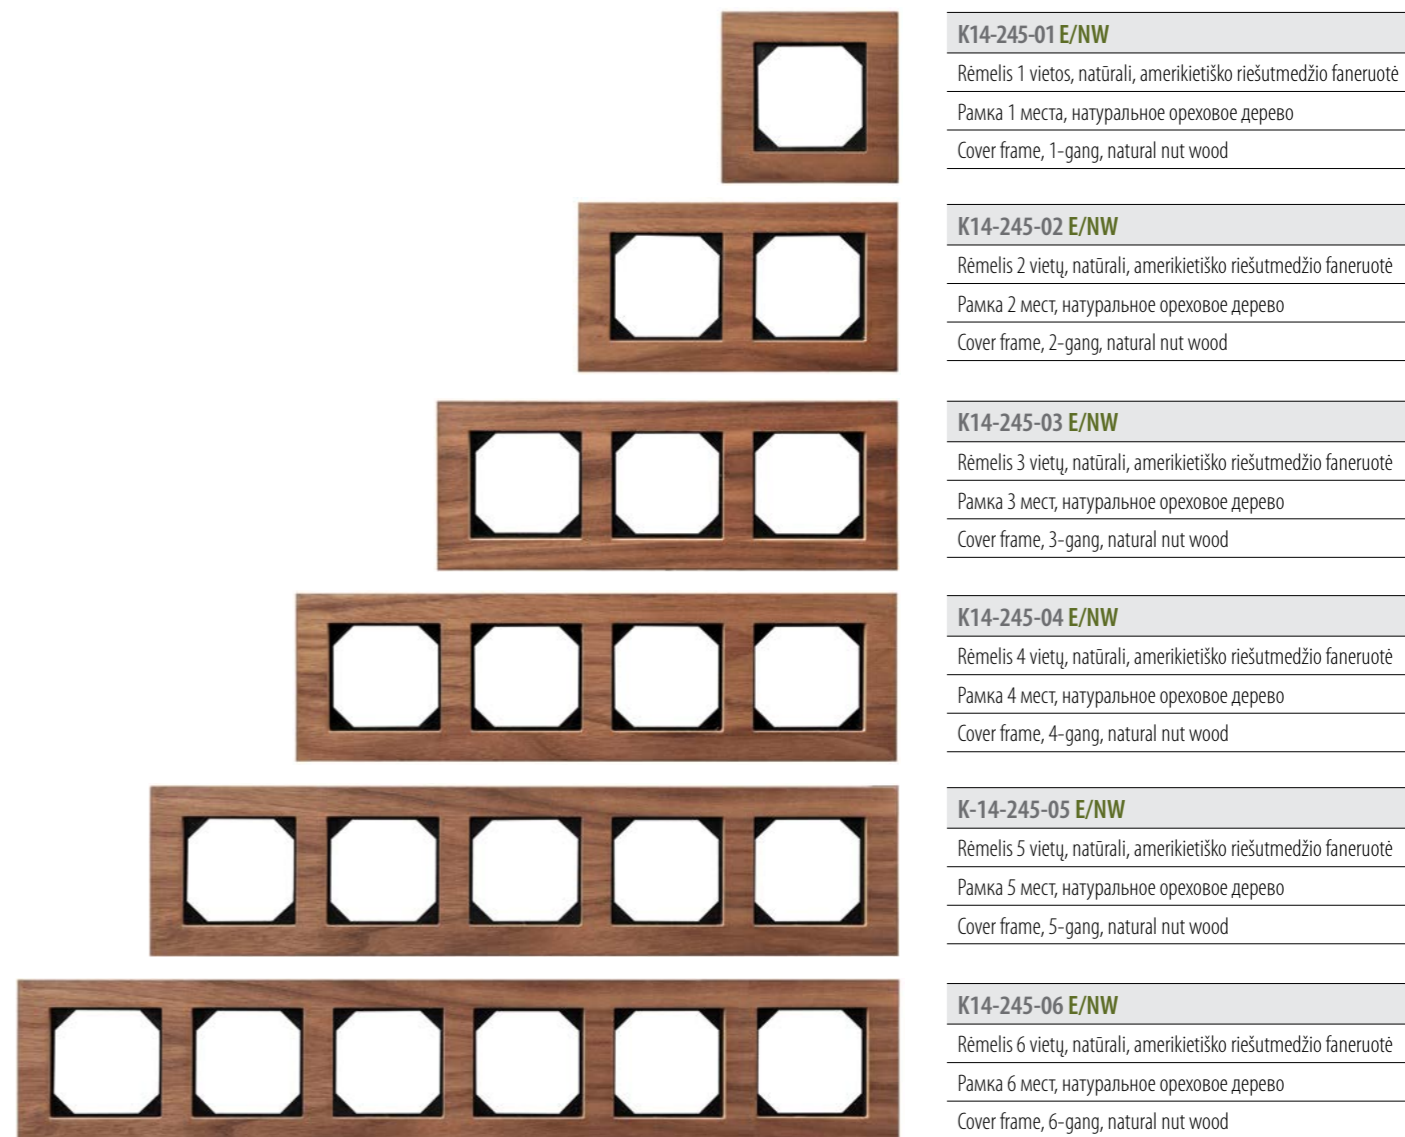 K14-245-01 E/NW
Rėmelis 1 vietos, natūrali, amerikietiško riešutmedžio faneruotė
Рамка 1 места, натуральное ореховое дерево
Cover frame, 1-gang, natural nut wood
K14-245-02 E/NW
Rėmelis 2 vietų, natūrali, amerikietiško riešutmedžio faneruotė
Рамка 2 мест, натуральное ореховое дерево
Cover frame, 2-gang, natural nut wood
K14-245-03 E/NW
Rėmelis 3 vietų, natūrali, amerikietiško riešutmedžio faneruotė
Рамка 3 мест, натуральное ореховое дерево
Cover frame, 3-gang, natural nut wood
K14-245-04 E/NW
Rėmelis 4 vietų, natūrali, amerikietiško riešutmedžio faneruotė
Рамка 4 мест, натуральное ореховое дерево
Cover frame, 4-gang, natural nut wood
K-14-245-05 E/NW
Rėmelis 5 vietų, natūrali, amerikietiško riešutmedžio faneruotė
Рамка 5 мест, натуральное ореховое дерево
Cover frame, 5-gang, natural nut wood
K14-245-06 E/NW
Rėmelis 6 vietų, natūrali, amerikietiško riešutmedžio faneruotė
Рамка 6 мест, натуральное ореховое дерево
Cover frame, 6-gang, natural nut wood